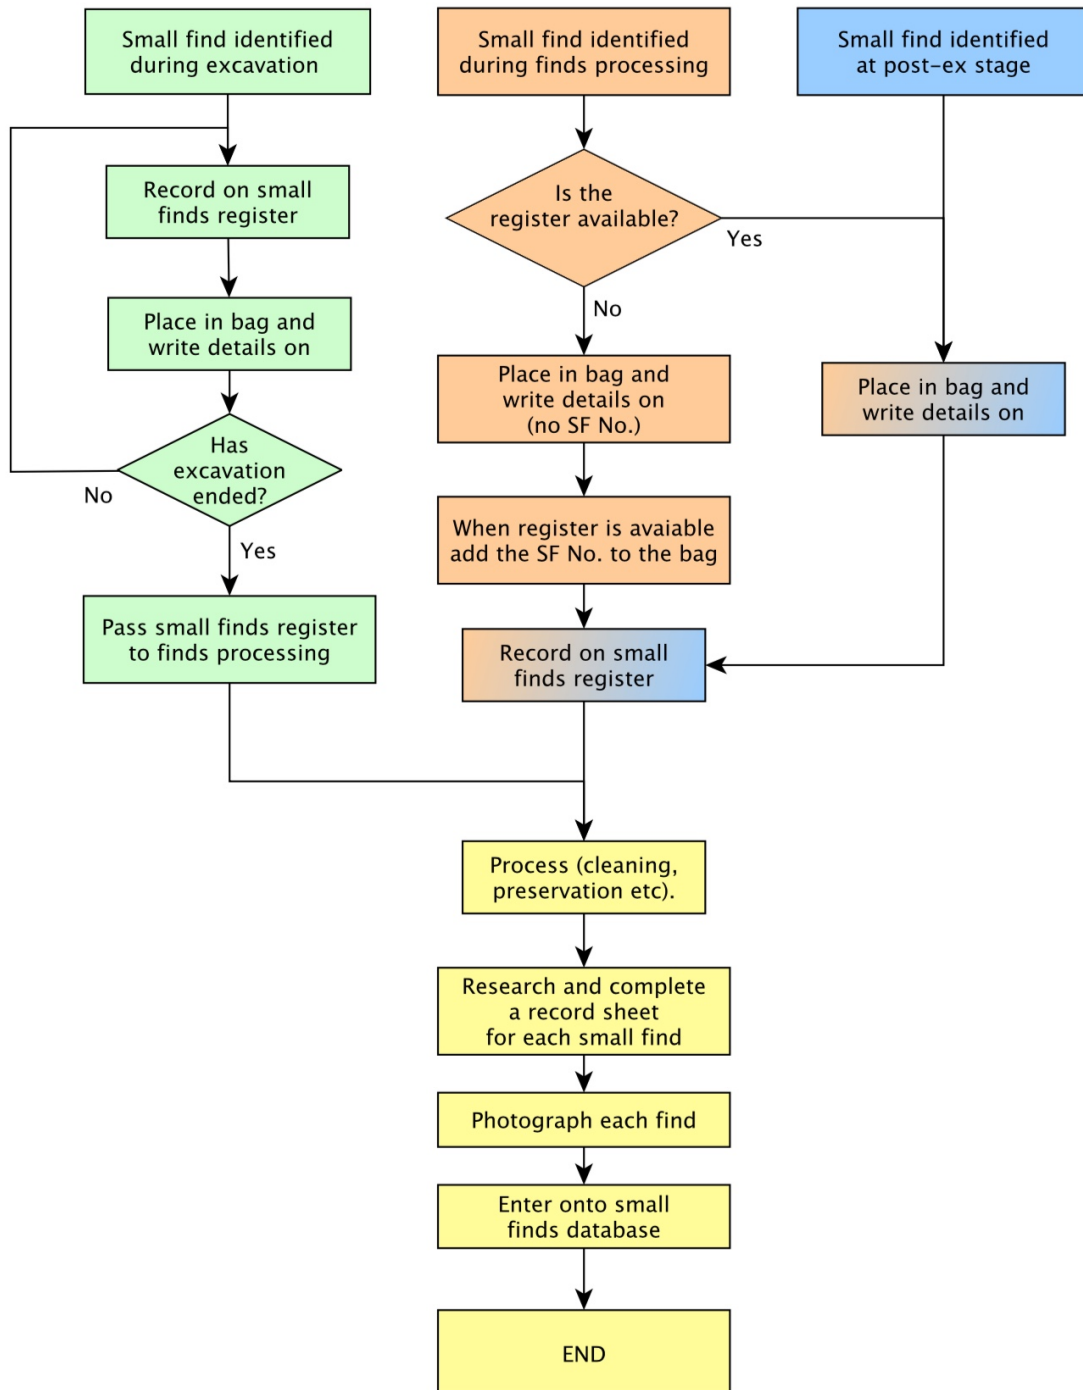 Small find identified
during excavation
Small find identified
during finds processing
Small find identified
at post-ex stage
Record on small
finds register
Is the
register available?
Yes
No
Place in bag and
write details on
Place in bag and
write details on
(no SF No.)
Place in bag and
write details on
Has
excavation
ended?
No
Yes
When register is avaiable
add the SF No. to the bag
Pass small finds register
to finds processing
Record on small
finds register
Process (cleaning,
preservation etc).
Research and complete
a record sheet
for each small find
Photograph each find
Enter onto small
finds database
END